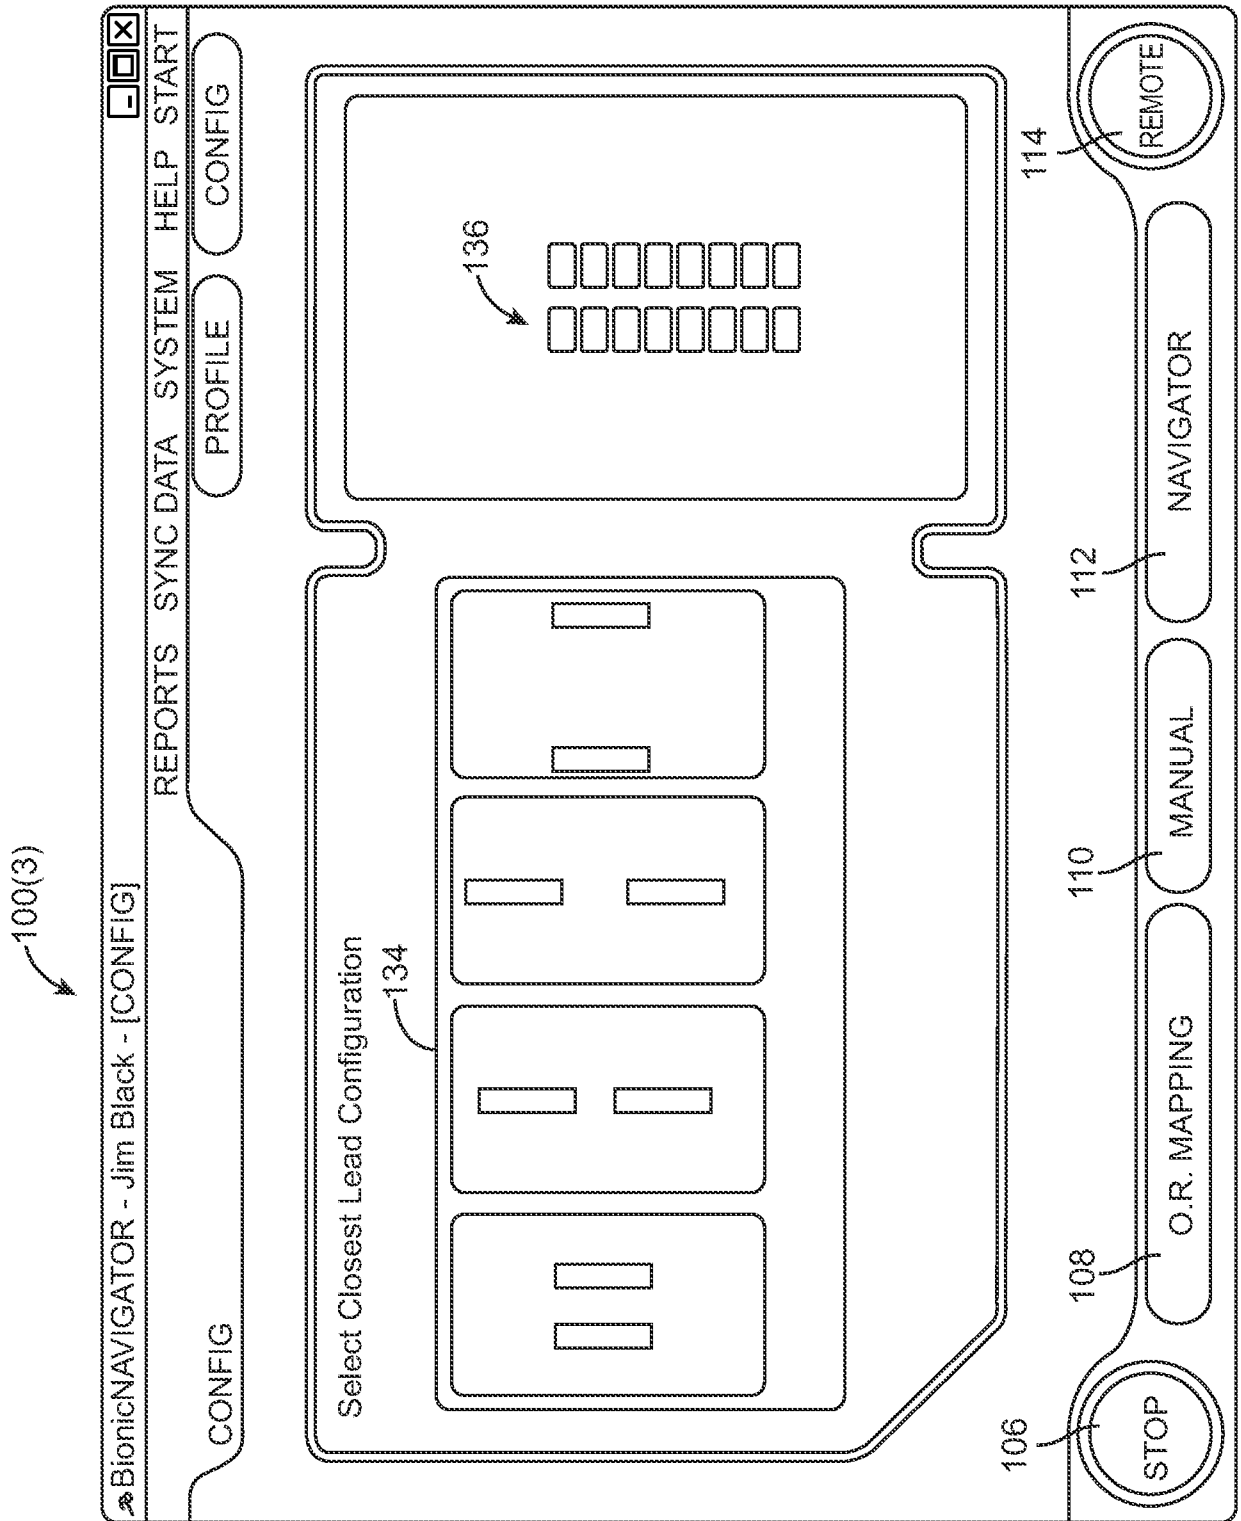 100(3)
BionicNAVIGATOR - Jim Black - [CONFIG]
REPORTS SYNC DATA SYSTEM HELP START
CONFIG
PROFILE
CONFIG
Select Closest Lead Configuration
134
136
106
108
110
112
114
STOP
O.R. MAPPING
MANUAL
NAVIGATOR
REMOTE